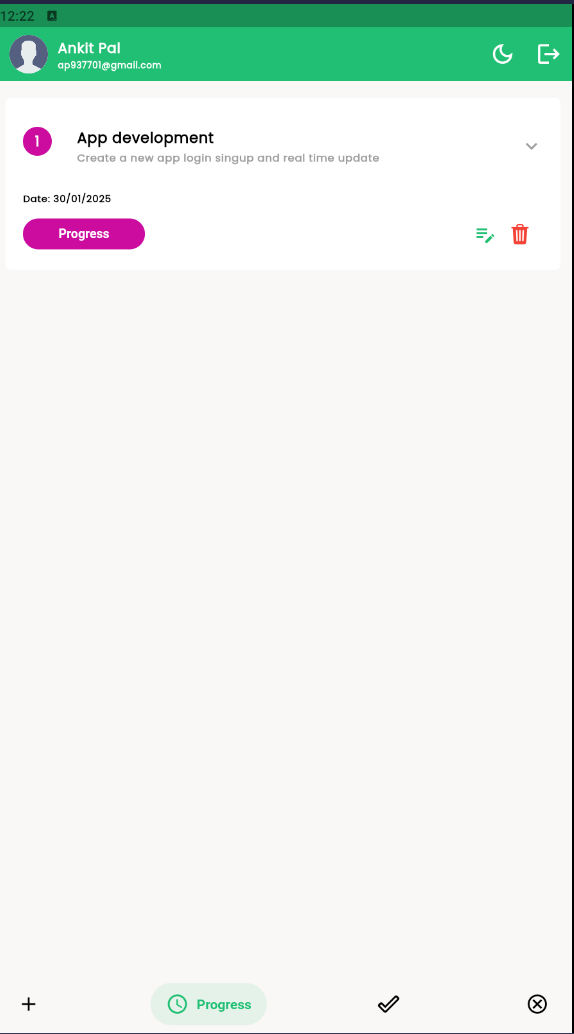 12:22 A
Ankit Pal
ap937701@gmail.com
1 App development
Create a new app login singup and real time update
Date: 30/01/2025
Progress
Progress